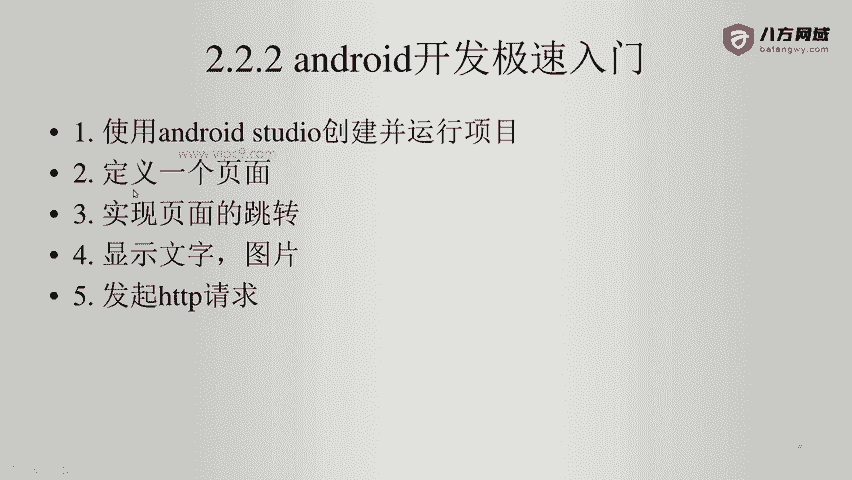 八方网域
bafangwy.com
2.2.2 android开发极速入门
• 1. 使用android studio创建并运行项目
www.vipc9.com
• 2. 定义一个页面
• 3. 实现页面的跳转
• 4. 显示文字，图片
• 5. 发起http请求